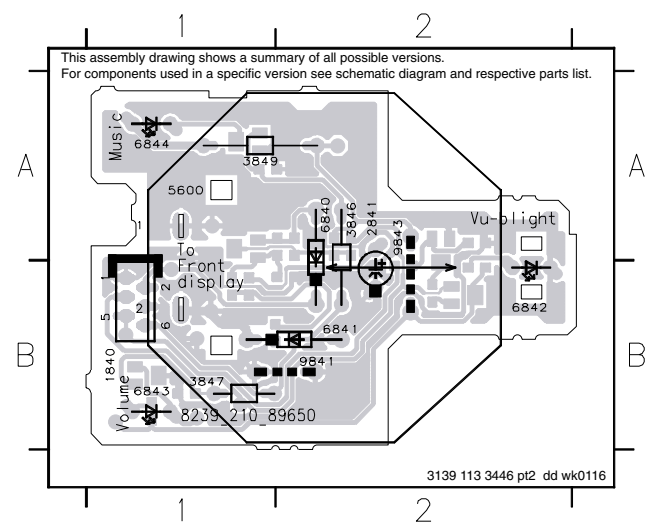 1 2
This assembly drawing shows a summary of all possible versions.
For components used in a specific version see schematic diagram and respective parts list.
A A
Music
6844
3849
5600
6840
3846
2841
9843
Vu-blight
1
To
Front
display
1 2
5 2 6
6842
B B
6841
9841
1840
3847
6843
Volume
8239_210_89650
3139 113 3446 pt2 dd wk0116
1 2